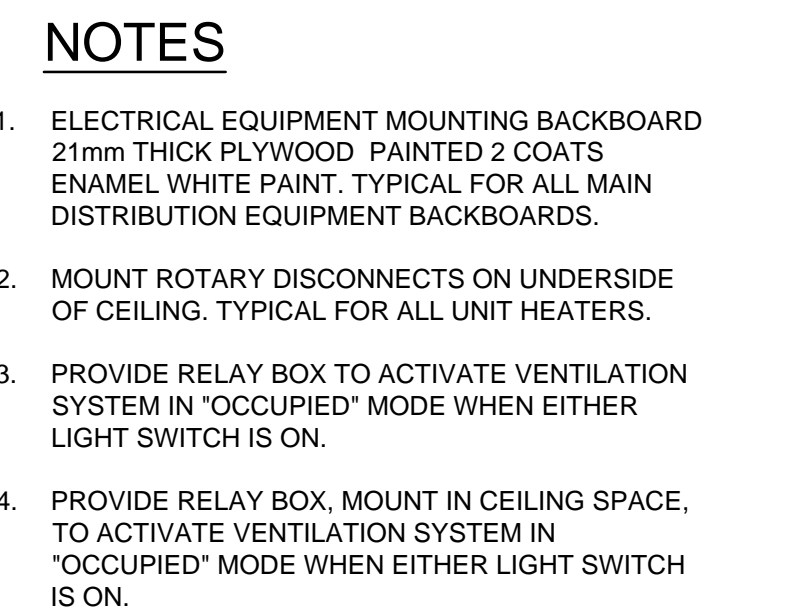 NOTES
1. ELECTRICAL EQUIPMENT MOUNTING BACKBOARD
21mm THICK PLYWOOD PAINTED 2 COATS
ENAMEL WHITE PAINT. TYPICAL FOR ALL MAIN
DISTRIBUTION EQUIPMENT BACKBOARDS.
2. MOUNT ROTARY DISCONNECTS ON UNDERSIDE
OF CEILING. TYPICAL FOR ALL UNIT HEATERS.
3. PROVIDE RELAY BOX TO ACTIVATE VENTILATION
SYSTEM IN "OCCUPIED" MODE WHEN EITHER
LIGHT SWITCH IS ON.
4. PROVIDE RELAY BOX, MOUNT IN CEILING SPACE,
TO ACTIVATE VENTILATION SYSTEM IN
"OCCUPIED" MODE WHEN EITHER LIGHT SWITCH
IS ON.